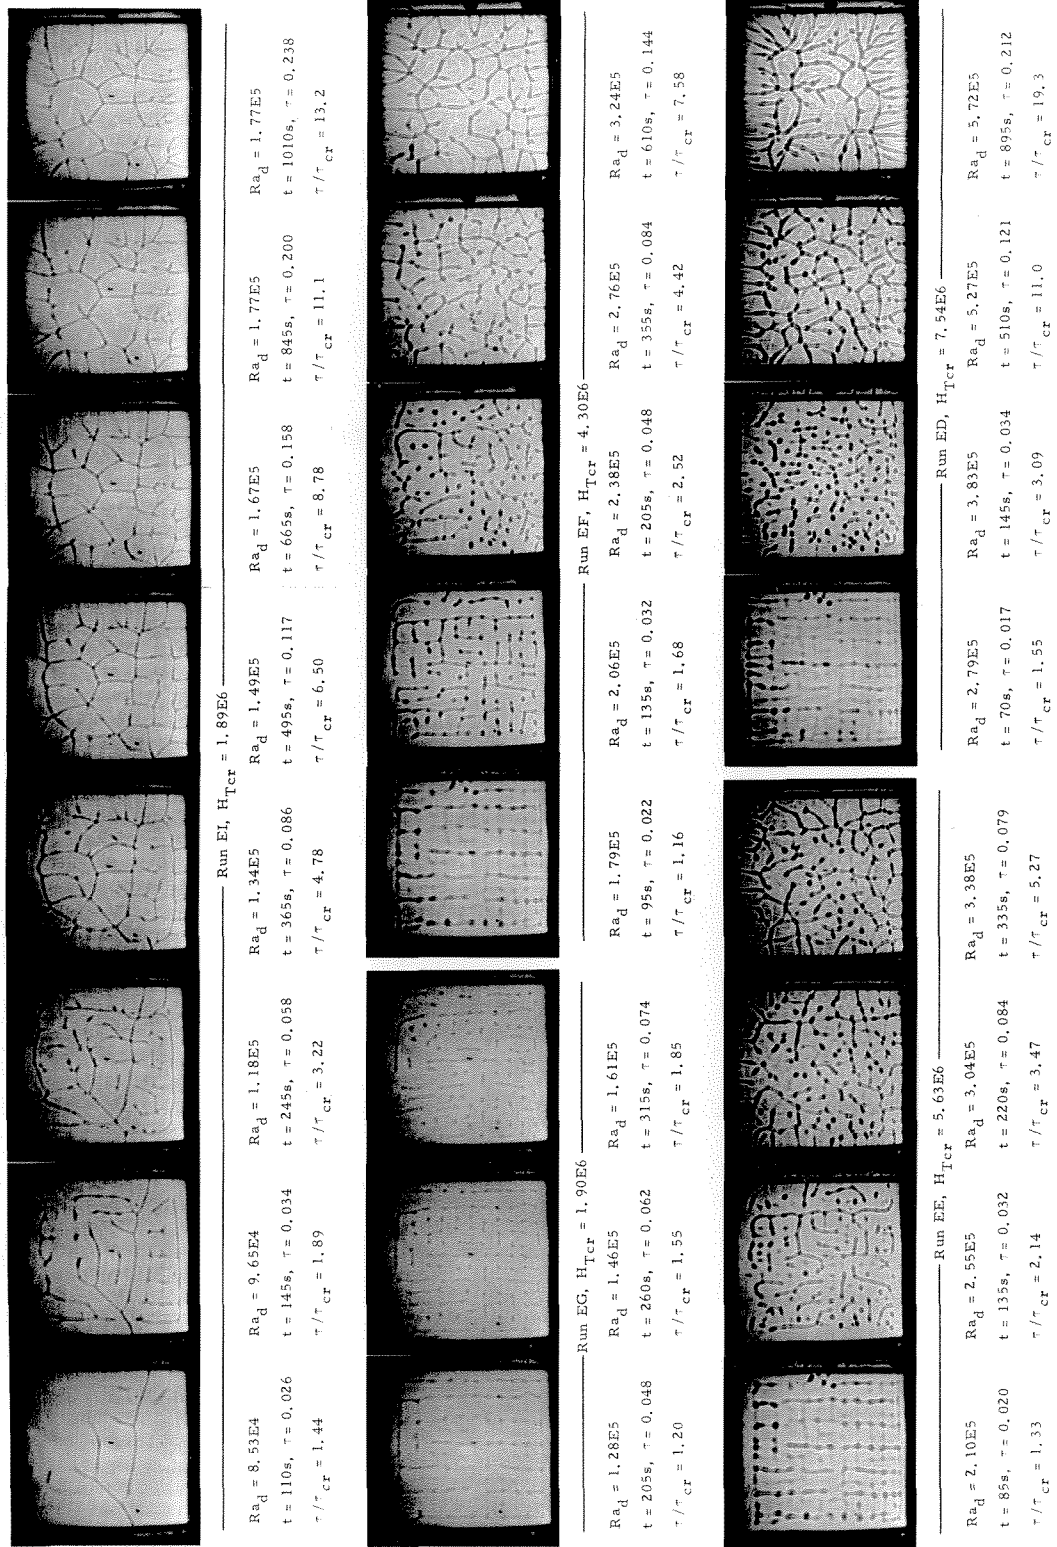 Ra_d = 8.53E4
t = 110s, τ = 0.026
τ/τ_cr = 1.44
Ra_d = 9.65E4
t = 145s, τ = 0.034
τ/τ_cr = 1.89
Ra_d = 1.18E5
t = 245s, τ = 0.058
τ/τ_cr = 3.22
Ra_d = 1.34E5
t = 365s, τ = 0.086
τ/τ_cr = 4.78
Ra_d = 1.49E5
t = 495s, τ = 0.117
τ/τ_cr = 6.50
Ra_d = 1.67E5
t = 665s, τ = 0.158
τ/τ_cr = 8.78
Ra_d = 1.77E5
t = 845s, τ = 0.200
τ/τ_cr = 11.1
Ra_d = 1.77E5
t = 1010s, τ = 0.238
τ/τ_cr = 13.2
Run EI, H_Tcr = 1.89E6
Run EG, H_Tcr = 1.90E6
Ra_d = 1.28E5
t = 205s, τ = 0.048
τ/τ_cr = 1.20
Ra_d = 1.46E5
t = 260s, τ = 0.062
τ/τ_cr = 1.55
Ra_d = 1.61E5
t = 315s, τ = 0.074
τ/τ_cr = 1.85
Run EF, H_Tcr = 4.30E6
Ra_d = 1.79E5
t = 95s, τ = 0.022
τ/τ_cr = 1.16
Ra_d = 2.06E5
t = 135s, τ = 0.032
τ/τ_cr = 1.68
Ra_d = 2.38E5
t = 205s, τ = 0.048
τ/τ_cr = 2.52
Ra_d = 2.76E5
t = 355s, τ = 0.084
τ/τ_cr = 4.42
Ra_d = 3.24E5
t = 610s, τ = 0.144
τ/τ_cr = 7.58
Run EE, H_Tcr = 5.63E6
Ra_d = 2.10E5
t = 85s, τ = 0.020
τ/τ_cr = 1.33
Ra_d = 2.55E5
t = 135s, τ = 0.032
τ/τ_cr = 2.14
Ra_d = 3.04E5
t = 220s, τ = 0.084
τ/τ_cr = 3.47
Ra_d = 3.38E5
t = 335s, τ = 0.079
τ/τ_cr = 5.27
Run ED, H_Tcr = 7.54E6
Ra_d = 2.79E5
t = 70s, τ = 0.017
τ/τ_cr = 1.55
Ra_d = 3.83E5
t = 145s, τ = 0.034
τ/τ_cr = 3.09
Ra_d = 5.27E5
t = 510s, τ = 0.121
τ/τ_cr = 11.0
Ra_d = 5.72E5
t = 895s, τ = 0.212
τ/τ_cr = 19.3